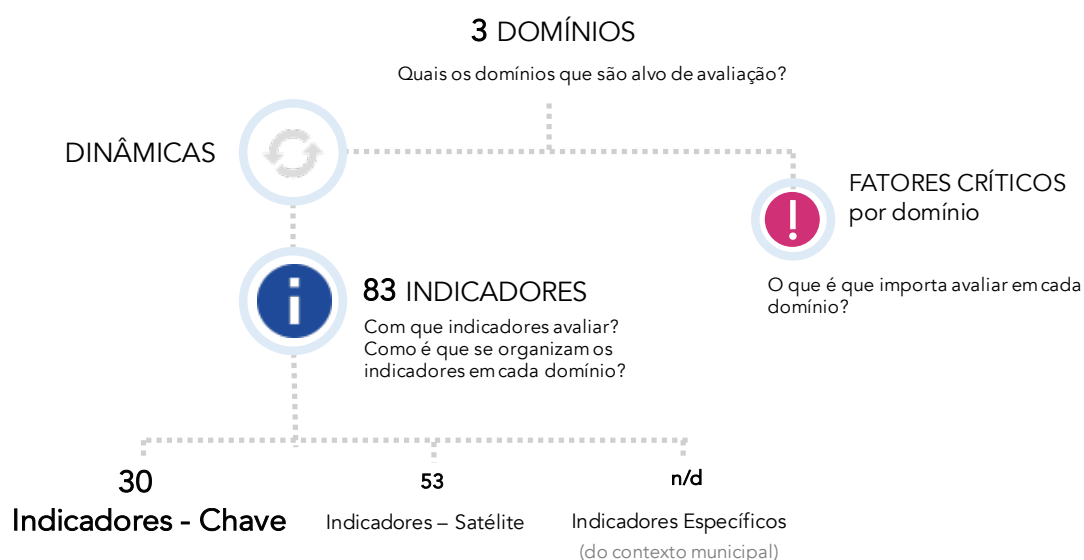 3 DOMÍNIOS
Quais os domínios que são alvo de avaliação?
DINÂMICAS
FATORES CRÍTICOS
por domínio
O que é que importa avaliar em cada
domínio?
83 INDICADORES
Com que indicadores avaliar?
Como é que se organizam os
indicadores em cada domínio?
30
Indicadores - Chave
53
Indicadores – Satélite
n/d
Indicadores Específicos
(do contexto municipal)